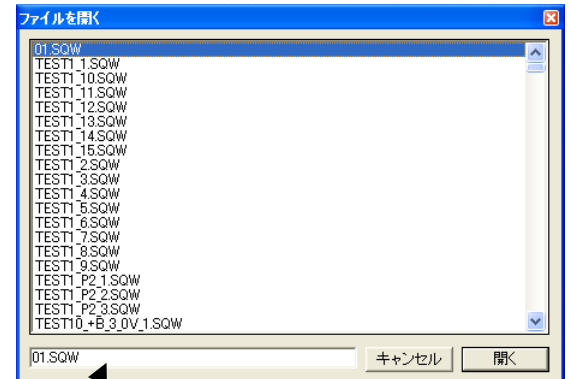 ファイルを開く
01.SQW
TEST1_1.SQW
TEST1_10.SQW
TEST1_11.SQW
TEST1_12.SQW
TEST1_13.SQW
TEST1_14.SQW
TEST1_15.SQW
TEST1_2.SQW
TEST1_3.SQW
TEST1_4.SQW
TEST1_5.SQW
TEST1_6.SQW
TEST1_7.SQW
TEST1_8.SQW
TEST1_9.SQW
TEST1_P2_1.SQW
TEST1_P2_2.SQW
TEST1_P2_3.SQW
TEST10_+B_3_0V_1.SQW
01.SQW キャンセル 開く